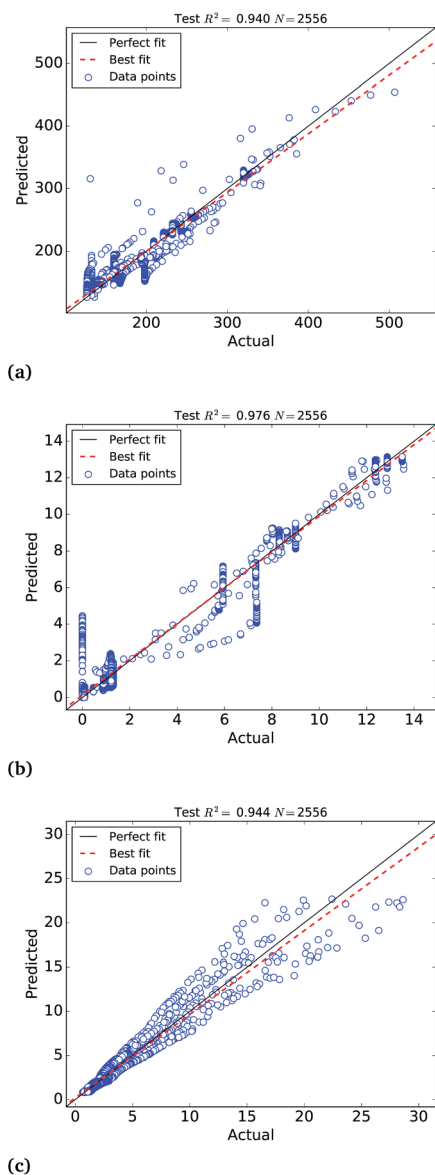 Test R² = 0.940 N=2556
Perfect fit
Best fit
Data points
500
400
300
200
Predicted
200 300 400 500
Actual
(a)
Test R² = 0.976 N=2556
Perfect fit
Best fit
Data points
14
12
10
8
6
4
2
0
Predicted
0 2 4 6 8 10 12 14
Actual
(b)
Test R² = 0.944 N=2556
Perfect fit
Best fit
Data points
30
25
20
15
10
5
0
Predicted
0 5 10 15 20 25 30
Actual
(c)